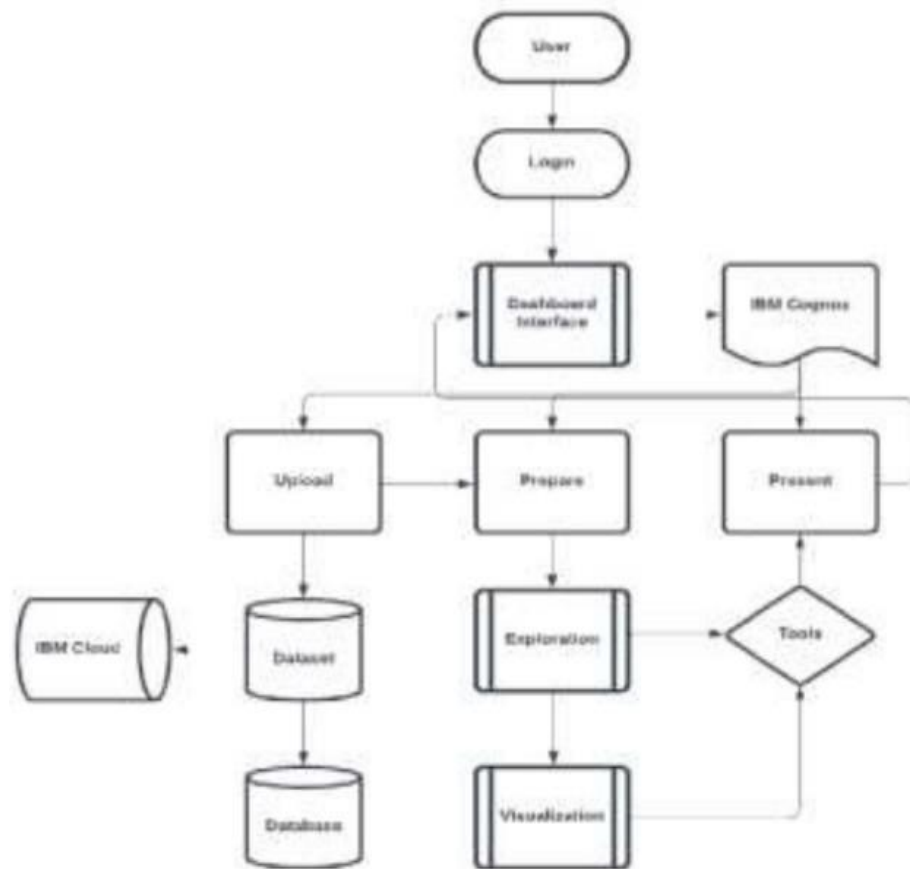 User
Login
Dashboard
Interface
IBM Cognos
Upload
Prepare
Present
IBM Cloud
Dataset
Exploration
Tools
Database
Visualization